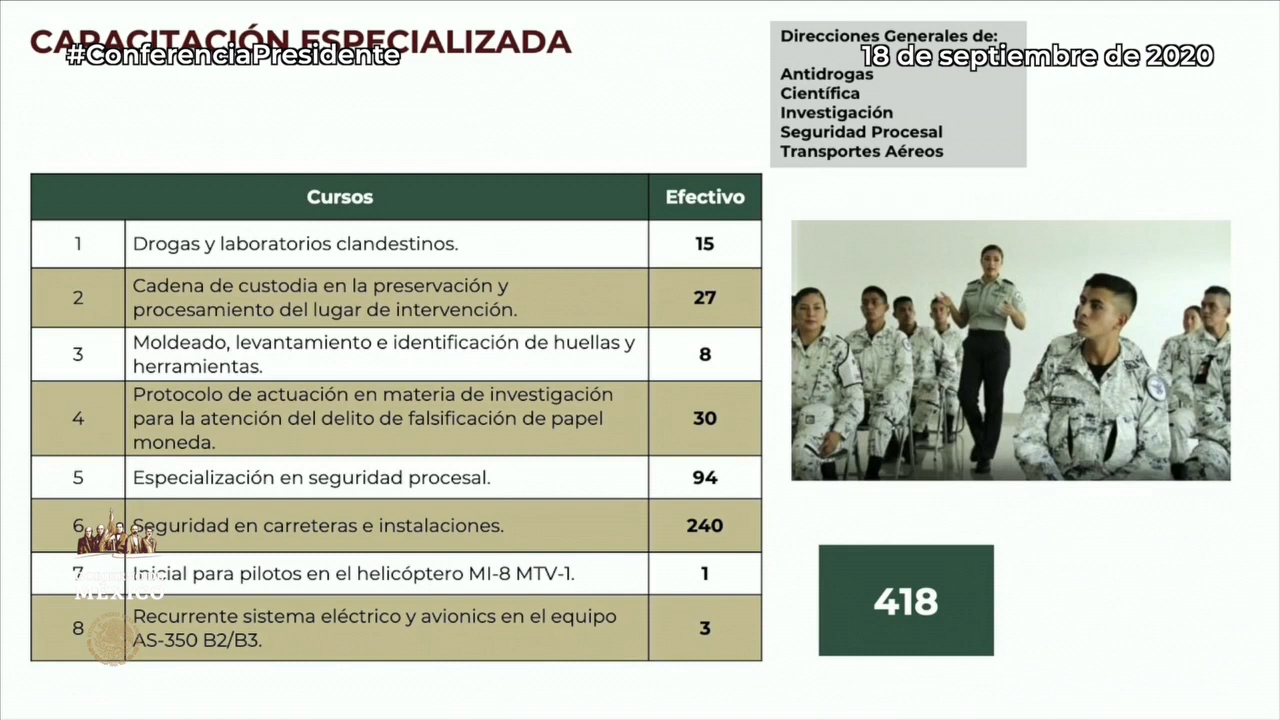 CAPACITACIÓN ESPECIALIZADA
#ConferenciaPresidente
18 de septiembre de 2020
Direcciones Generales de:
Antidrogas
Científica
Investigación
Seguridad Procesal
Transportes Aéreos
Cursos Efectivo
1 Drogas y laboratorios clandestinos. 15
2 Cadena de custodia en la preservación y
procesamiento del lugar de intervención. 27
3 Moldeado, levantamiento e identificación de huellas y
herramientas. 8
4 Protocolo de actuación en materia de investigación
para la atención del delito de falsificación de papel
moneda. 30
5 Especialización en seguridad procesal. 94
6 Seguridad en carreteras e instalaciones. 240
7 Inicial para pilotos en el helicóptero MI-8 MTV-1. 1
8 Recurrente sistema eléctrico y avionics en el equipo
AS-350 B2/B3. 3
418
MÉXICO